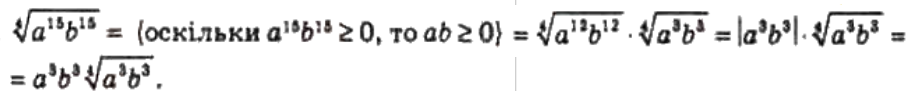 ∜(a¹⁵b¹⁵) = {оскільки a¹⁵b¹⁵ ≥ 0, то ab ≥ 0} = ∜(a¹²b¹²) · ∜(a³b³) = |a³b³| · ∜(a³b³) =
= a³b³∜(a³b³).